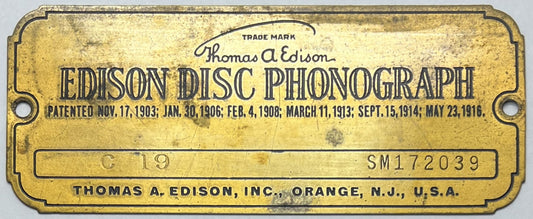 TRADE MARK
Thomas A Edison
EDISON DISC PHONOGRAPH
PATENTED NOV. 17, 1903; JAN. 30, 1906; FEB. 4, 1908; MARCH 11, 1913; SEPT. 15, 1914; MAY 23, 1916.
C 19 SM172039
THOMAS A. EDISON, INC., ORANGE, N.J., U.S.A.